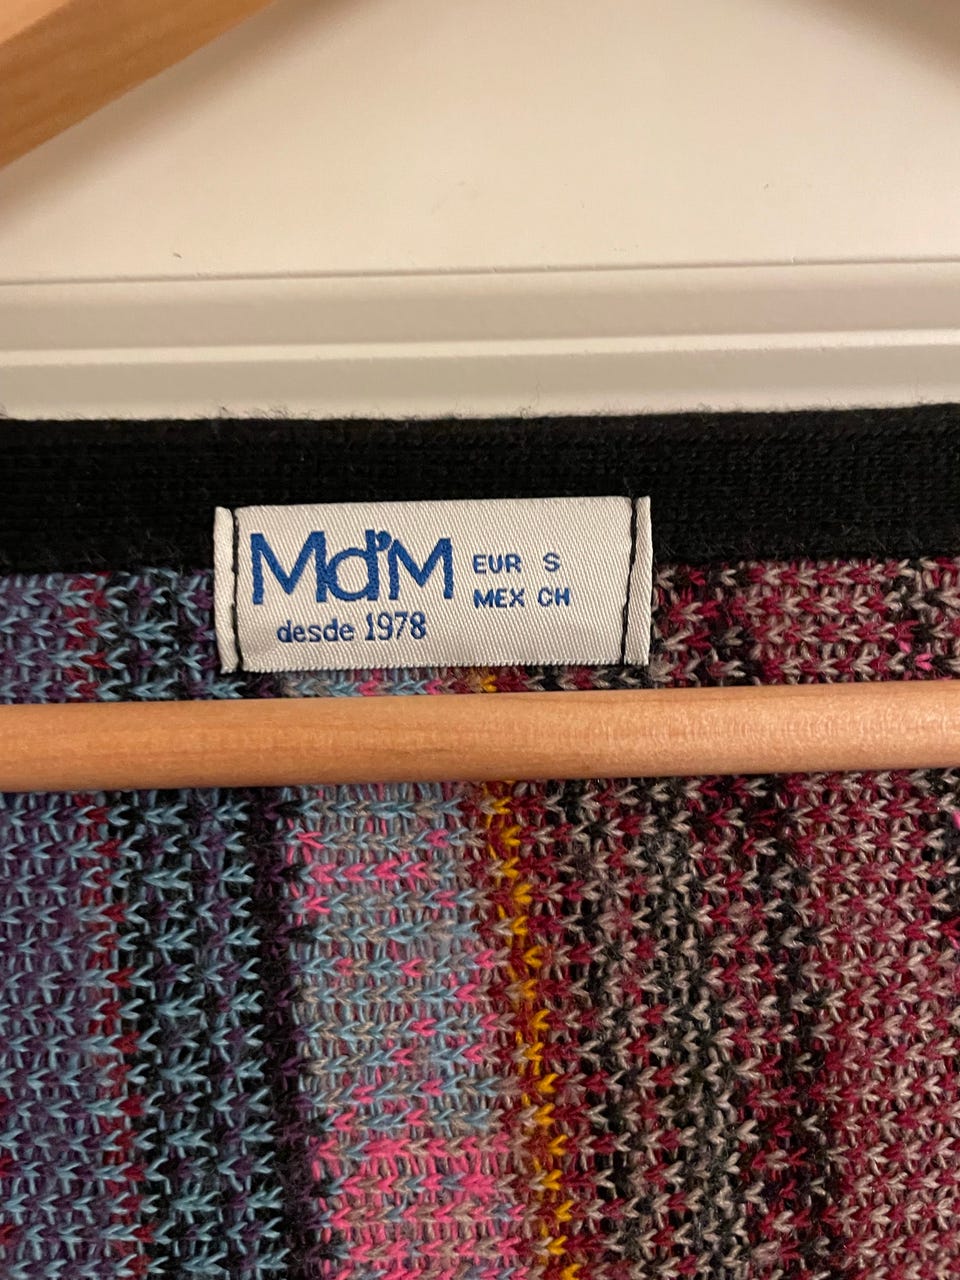 Md'M
desde 1978
EUR S
MEX CH